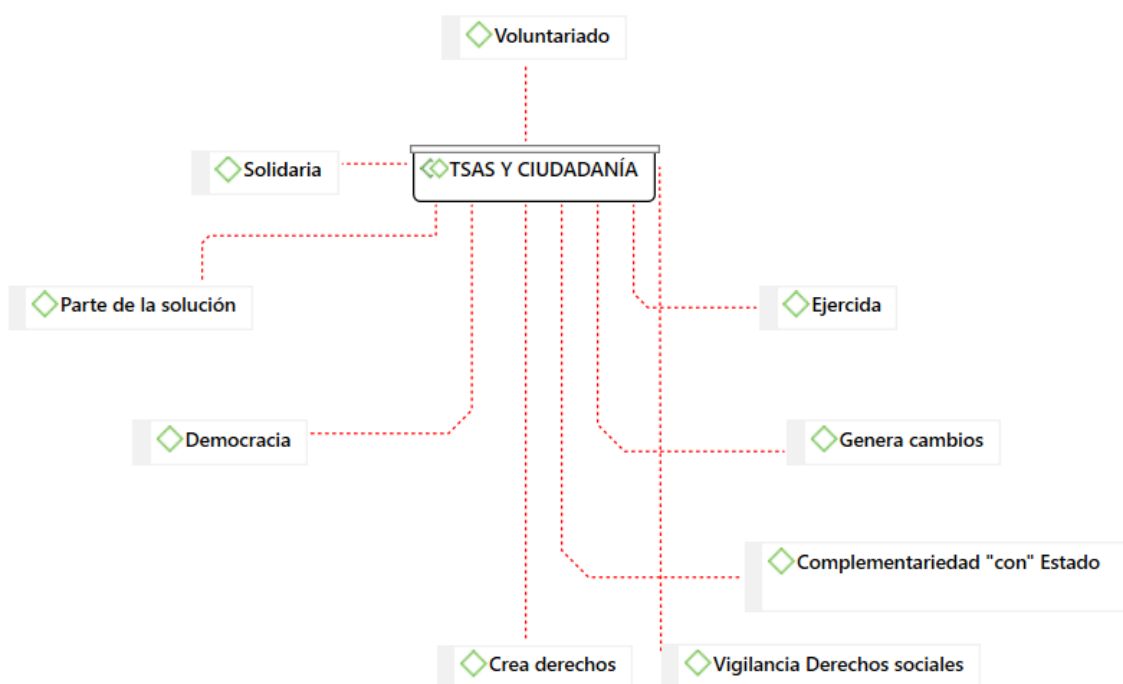 Voluntariado
Solidaria
TSAS Y CIUDADANÍA
Parte de la solución
Ejercida
Democracia
Genera cambios
Complementariedad "con" Estado
Crea derechos
Vigilancia Derechos sociales